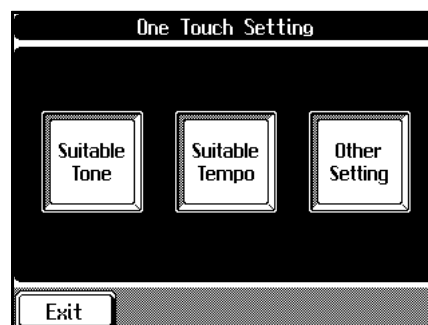 One Touch Setting
Suitable
Tone
Suitable
Tempo
Other
Setting
Exit